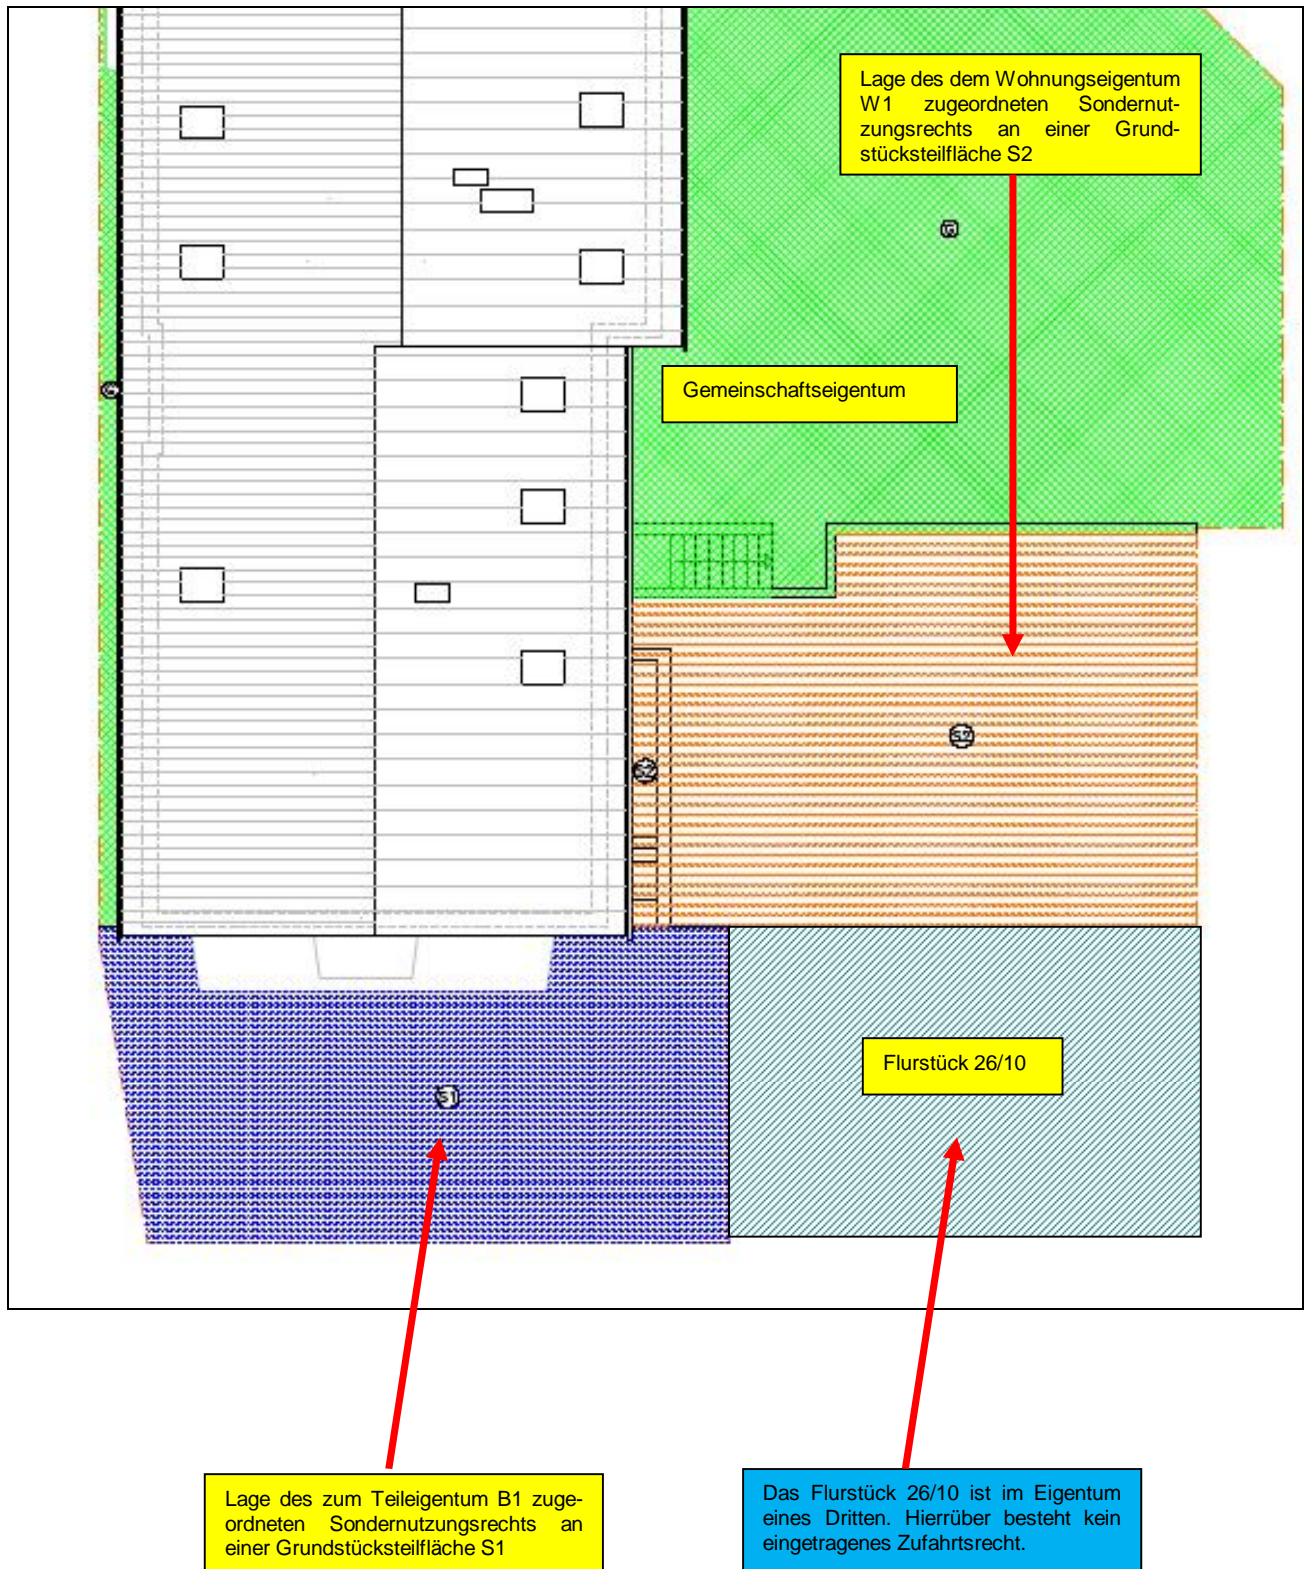 Lage des dem Wohnungseigentum
W1 zugeordneten Sondernut-
zungsrechts an einer Grund-
stücksteilfläche S2
G
Gemeinschaftseigentum
G
S2
S2
Flurstück 26/10
S1
Lage des zum Teileigentum B1 zuge-
ordneten Sondernutzungsrechts an
einer Grundstücksteilfläche S1
Das Flurstück 26/10 ist im Eigentum
eines Dritten. Hierrüber besteht kein
eingetragenes Zufahrtsrecht.